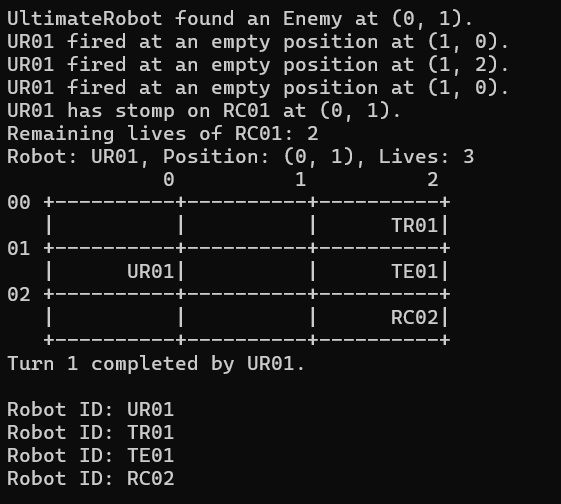 UltimateRobot found an Enemy at (0, 1).
UR01 fired at an empty position at (1, 0).
UR01 fired at an empty position at (1, 2).
UR01 fired at an empty position at (1, 0).
UR01 has stomp on RC01 at (0, 1).
Remaining lives of RC01: 2
Robot: UR01, Position: (0, 1), Lives: 3
             0          1          2
00 +----------+----------+----------+
   |          |          |      TR01|
01 +----------+----------+----------+
   |      UR01|          |      TE01|
02 +----------+----------+----------+
   |          |          |      RC02|
   +----------+----------+----------+
Turn 1 completed by UR01.

Robot ID: UR01
Robot ID: TR01
Robot ID: TE01
Robot ID: RC02